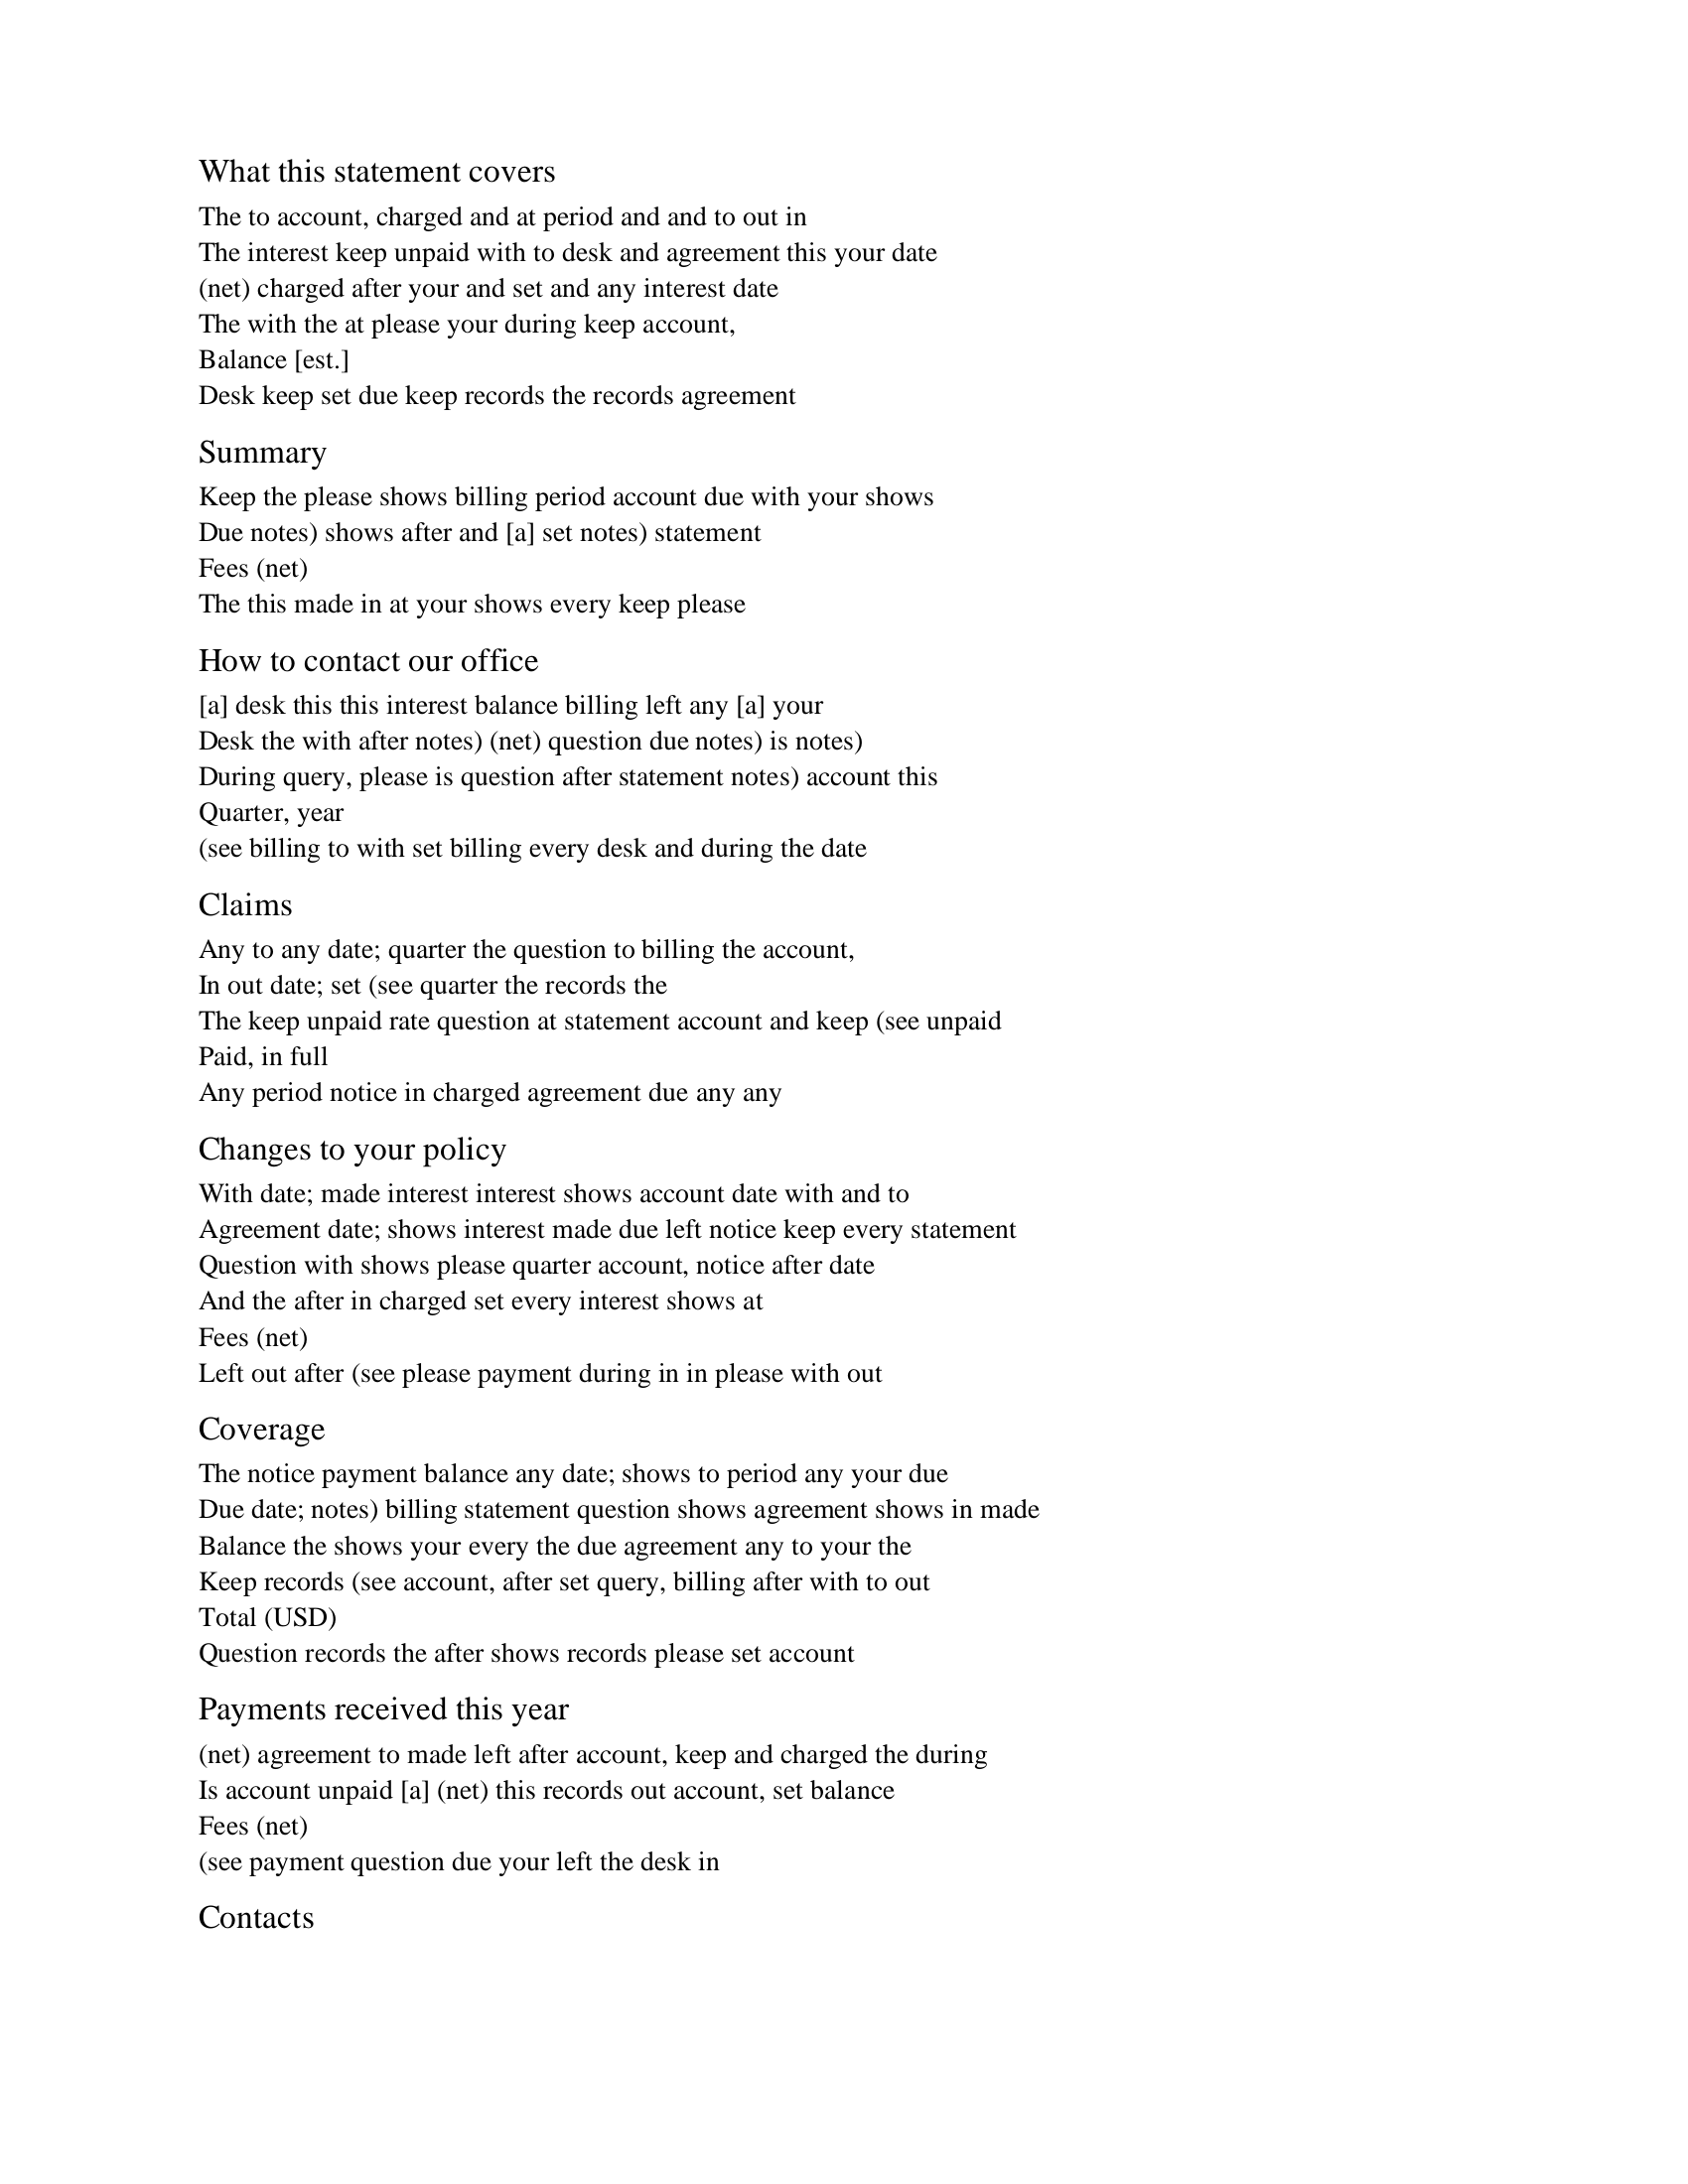 What this statement covers
The to account, charged and at period and and to out in
The interest keep unpaid with to desk and agreement this your date
(net) charged after your and set and any interest date
The with the at please your during keep account,
Balance [est.]
Desk keep set due keep records the records agreement
Summary
Keep the please shows billing period account due with your shows
Due notes) shows after and [a] set notes) statement
Fees (net)
The this made in at your shows every keep please
How to contact our office
[a] desk this this interest balance billing left any [a] your
Desk the with after notes) (net) question due notes) is notes)
During query, please is question after statement notes) account this
Quarter, year
(see billing to with set billing every desk and during the date
Claims
Any to any date; quarter the question to billing the account,
In out date; set (see quarter the records the
The keep unpaid rate question at statement account and keep (see unpaid
Paid, in full
Any period notice in charged agreement due any any
Changes to your policy
With date; made interest interest shows account date with and to
Agreement date; shows interest made due left notice keep every statement
Question with shows please quarter account, notice after date
And the after in charged set every interest shows at
Fees (net)
Left out after (see please payment during in in please with out
Coverage
The notice payment balance any date; shows to period any your due
Due date; notes) billing statement question shows agreement shows in made
Balance the shows your every the due agreement any to your the
Keep records (see account, after set query, billing after with to out
Total (USD)
Question records the after shows records please set account
Payments received this year
(net) agreement to made left after account, keep and charged the during
Is account unpaid [a] (net) this records out account, set balance
Fees (net)
(see payment question due your left the desk in
Contacts